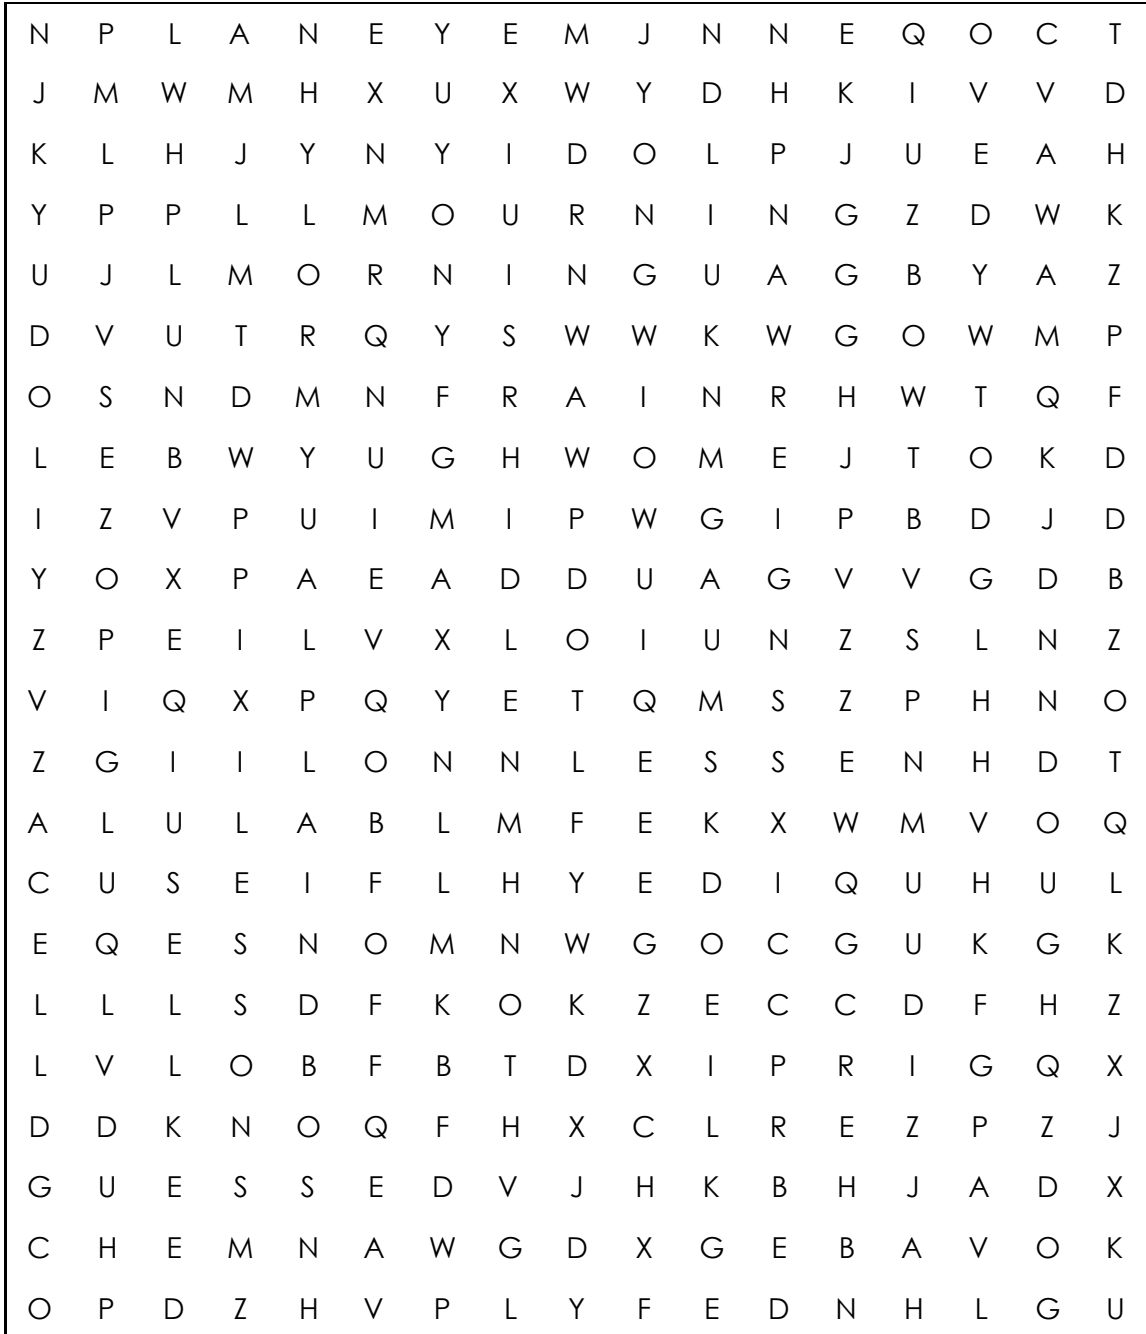 N P L A N E Y E M J N N E Q O C T
J M W M H X U X W Y D H K I V V D
K L H J Y N Y I D O L P J U E A H
Y P P L L M O U R N I N G Z D W K
U J L M O R N I N G U A G B Y A Z
D V U T R Q Y S W W K W G O W M P
O S N D M N F R A I N R H W T Q F
L E B W Y U G H W O M E J T O K D
I Z V P U I M I P W G I P B D J D
Y O X P A E A D D U A G V V G D B
Z P E I L V X L O I U N Z S L N Z
V I Q X P Q Y E T Q M S Z P H N O
Z G I I L O N N L E S S E N H D T
A L U L A B L M F E K X W M V O Q
C U S E I F L H Y E D I Q U H U L
E Q E S N O M N W G O C G U K G K
L L L S D F K O K Z E C C D F H Z
L V L O B F B T D X I P R I G Q X
D D K N O Q F H X C L R E Z P Z J
G U E S S E D V J H K B H J A D X
C H E M N A W G D X G E B A V O K
O P D Z H V P L Y F E D N H L G U